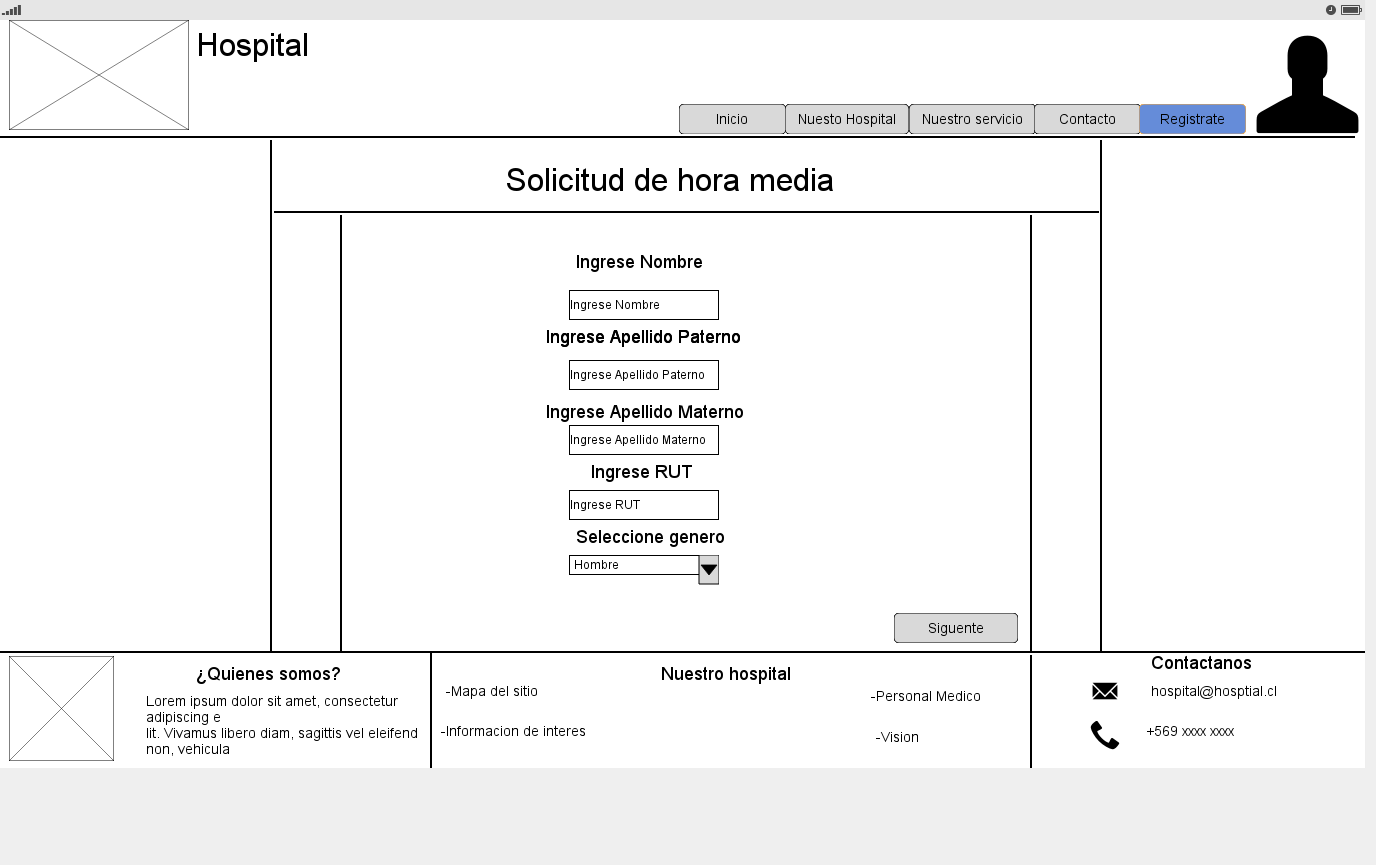 Hospital
Inicio
Nuesto Hospital
Nuestro servicio
Contacto
Registrate
Solicitud de hora media
Ingrese Nombre
Ingrese Nombre
Ingrese Apellido Paterno
Ingrese Apellido Paterno
Ingrese Apellido Materno
Ingrese Apellido Materno
Ingrese RUT
Ingrese RUT
Seleccione genero
Hombre
Siguente
¿Quienes somos?
Lorem ipsum dolor sit amet, consectetur
adipiscing e
lit. Vivamus libero diam, sagittis vel eleifend
non, vehicula
Nuestro hospital
-Mapa del sitio
-Personal Medico
-Informacion de interes
-Vision
Contactanos
hospital@hosptial.cl
+569 xxxx xxxx